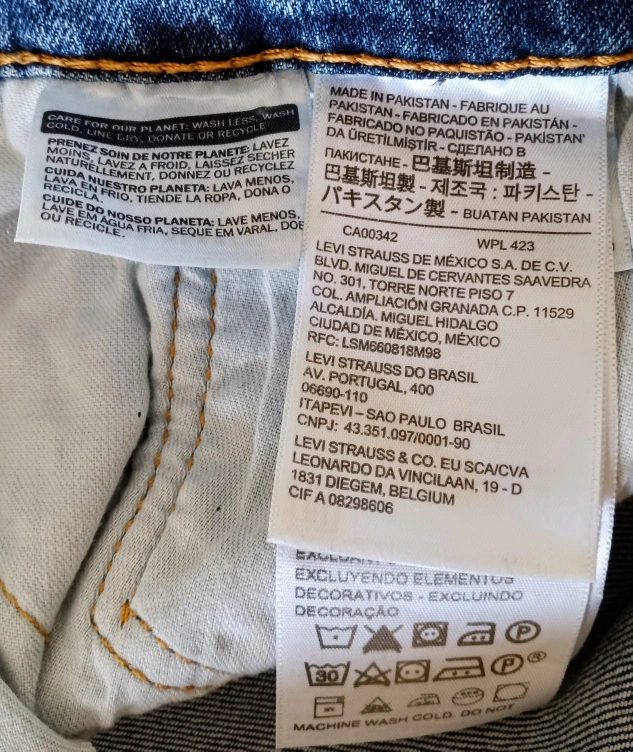 CARE FOR OUR PLANET: WASH LESS, WASH
COLD, LINE DRY, DONATE OR RECYCLE
PRENEZ SOIN DE NOTRE PLANETE: LAVEZ
MOINS, LAVEZ A FROID, LAISSEZ SECHER
NATURELLEMENT, DONNEZ OU RECYCLEZ
CUIDA NUESTRO PLANETA: LAVA MENOS,
LAVA EN FRIO, TIENDE LA ROPA, DONA O
RECICLA.
CUIDE DO NOSSO PLANETA: LAVE MENOS,
LAVE EM AGUA FRIA, SEQUE EM VARAL, DOE
OU RECICLE.
MADE IN PAKISTAN - FABRIQUE AU
PAKISTAN - FABRICADO EN PAKISTÁN -
FABRICADO NO PAQUISTÃO - PAKİSTAN'
DA ÜRETİLMİŞTİR - СДЕЛАНО В
ПАКИСТАНЕ - 巴基斯坦制造 -
巴基斯坦製 - 제조국 : 파키스탄 -
パキスタン製 - BUATAN PAKISTAN
CA00342 WPL 423
LEVI STRAUSS DE MÉXICO S.A. DE C.V.
BLVD. MIGUEL DE CERVANTES SAAVEDRA
NO. 301, TORRE NORTE PISO 7
COL. AMPLIACIÓN GRANADA C.P. 11529
ALCALDÍA. MIGUEL HIDALGO
CIUDAD DE MÉXICO, MÉXICO
RFC: LSM660818M98
LEVI STRAUSS DO BRASIL
AV. PORTUGAL, 400
06690-110
ITAPEVI – SAO PAULO BRASIL
CNPJ: 43.351.097/0001-90
LEVI STRAUSS & CO. EU SCA/CVA
LEONARDO DA VINCILAAN, 19 - D
1831 DIEGEM, BELGIUM
CIF A 08298606
EXCLUYENDO ELEMENTOS
DECORATIVOS - EXCLUINDO
DECORAÇÃO
P
30 P ®
MACHINE WASH COLD. DO NOT